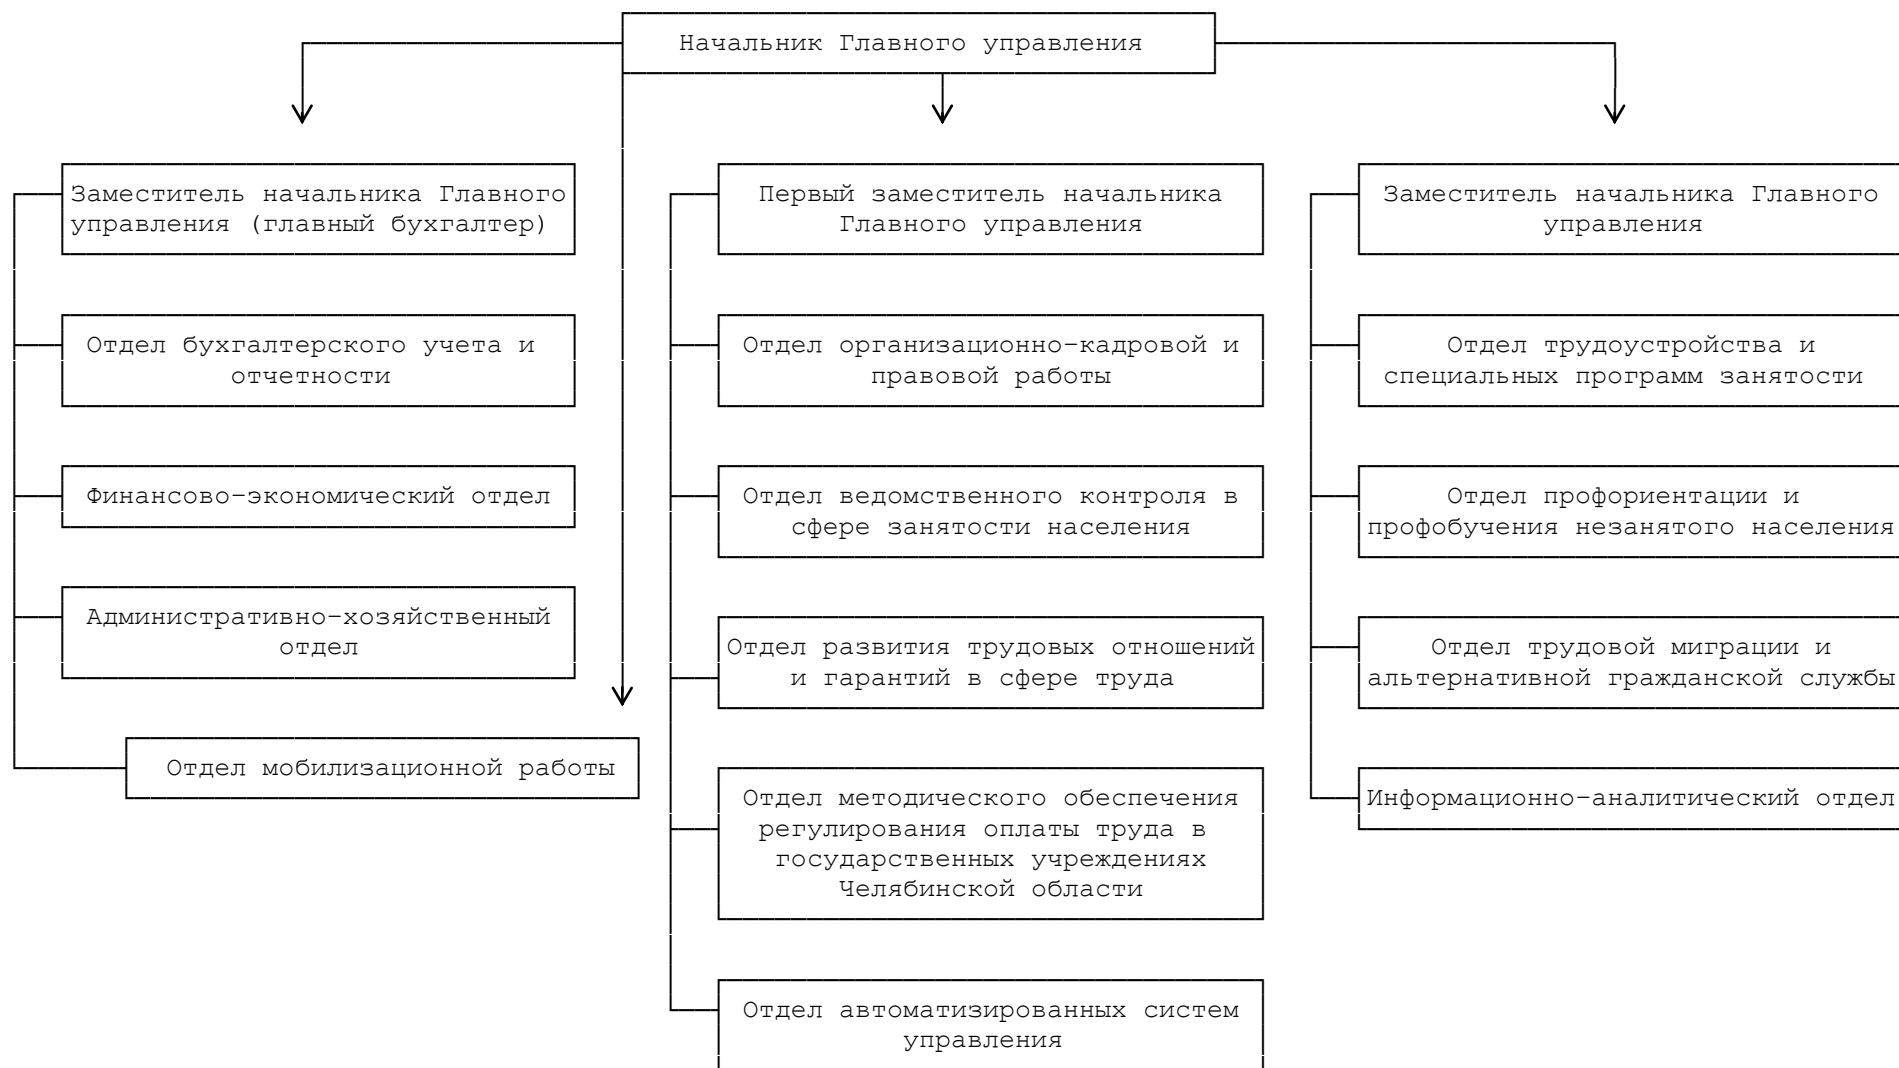 Начальник Главного управления
Заместитель начальника Главного
управления (главный бухгалтер)
Отдел бухгалтерского учета и
отчетности
Финансово-экономический отдел
Административно-хозяйственный
отдел
Отдел мобилизационной работы
Первый заместитель начальника
Главного управления
Отдел организационно-кадровой и
правовой работы
Отдел ведомственного контроля в
сфере занятости населения
Отдел развития трудовых отношений
и гарантий в сфере труда
Отдел методического обеспечения
регулирования оплаты труда в
государственных учреждениях
Челябинской области
Отдел автоматизированных систем
управления
Заместитель начальника Главного
управления
Отдел трудоустройства и
специальных программ занятости
Отдел профориентации и
профобучения незанятого населения
Отдел трудовой миграции и
альтернативной гражданской службы
Информационно-аналитический отдел